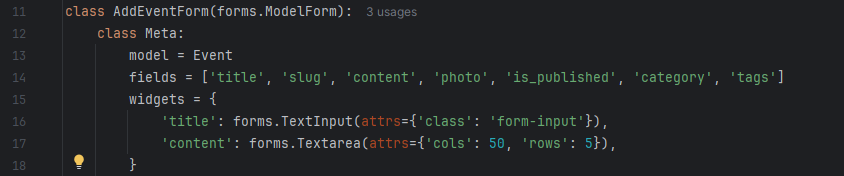 11 class AddEventForm(forms.ModelForm): 3 usages
12     class Meta:
13         model = Event
14         fields = ['title', 'slug', 'content', 'photo', 'is_published', 'category', 'tags']
15         widgets = {
16             'title': forms.TextInput(attrs={'class': 'form-input'}),
17             'content': forms.Textarea(attrs={'cols': 50, 'rows': 5}),
18         }